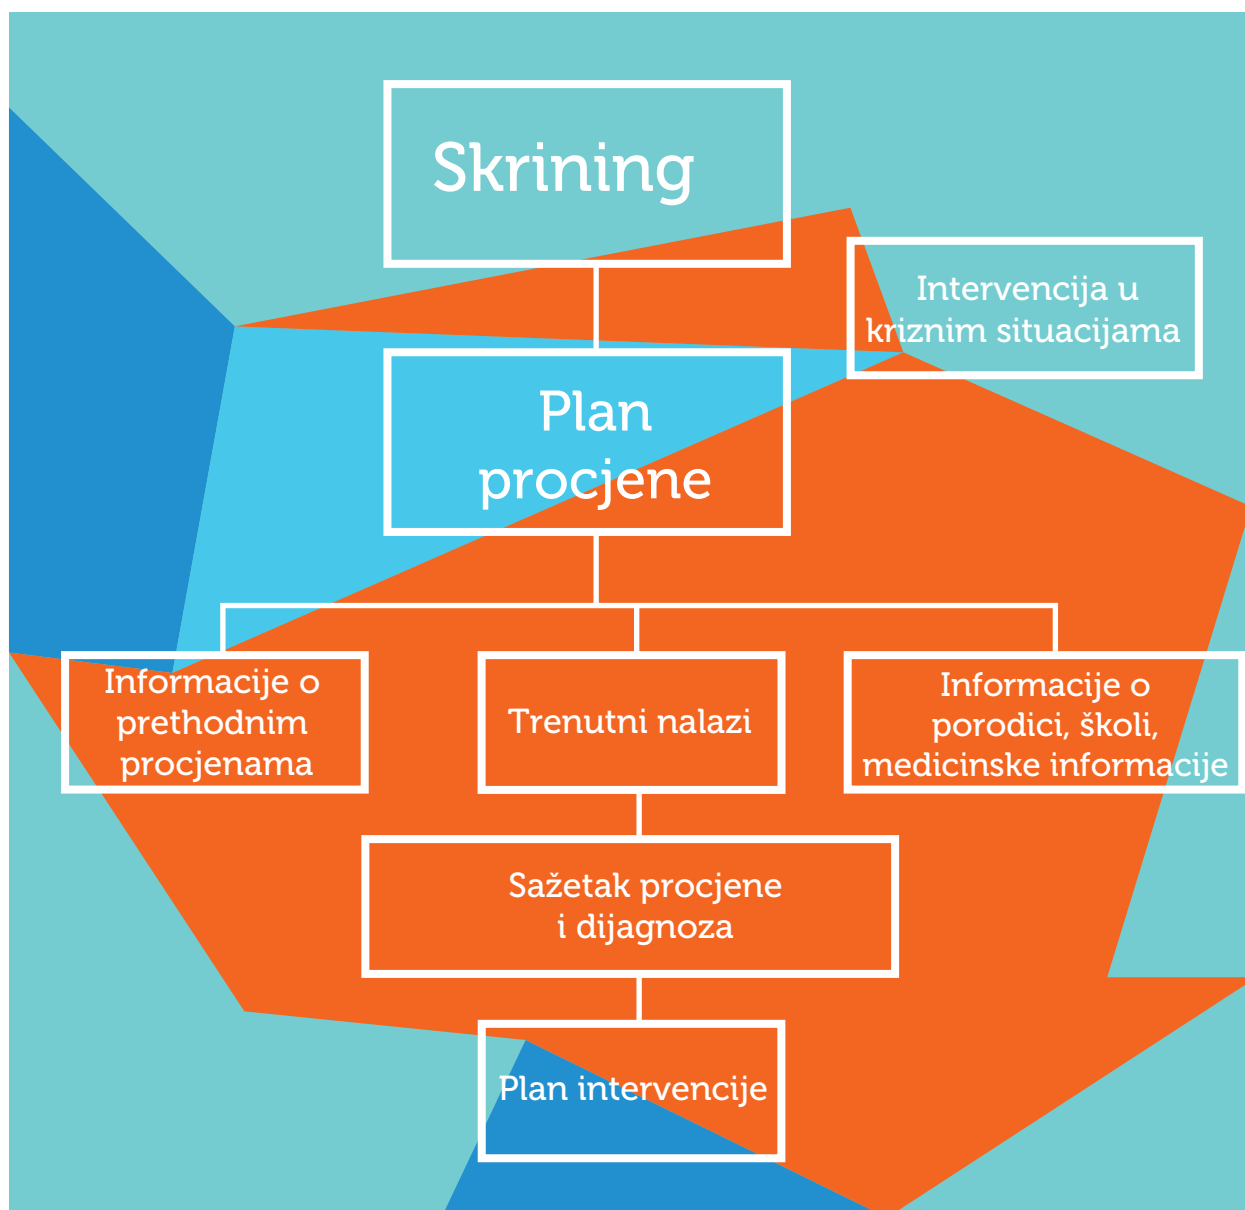 Skrining
Intervencija u
kriznim situacijama
Plan
procjene
Informacije o
prethodnim
procjenama
Trenutni nalazi
Informacije o
porodici, školi,
medicinske informacije
Sažetak procjene
i dijagnoza
Plan intervencije